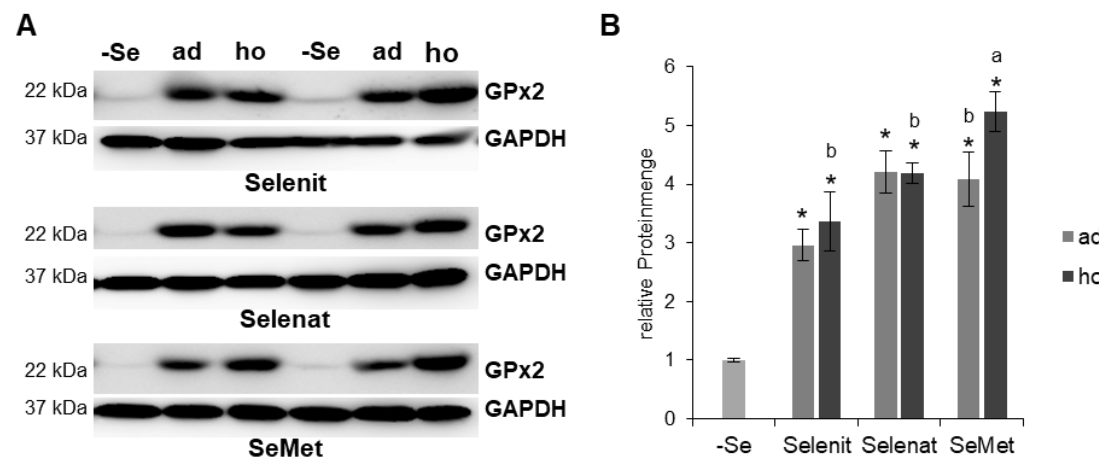 A
-Se ad ho -Se ad ho
22 kDa GPx2
37 kDa GAPDH
Selenit
22 kDa GPx2
37 kDa GAPDH
Selenat
22 kDa GPx2
37 kDa GAPDH
SeMet
B
relative Proteinmenge
6
5
4
3
2
1
0
* b
*
* b
*
b
* a
*
-Se Selenit Selenat SeMet
ad
ho